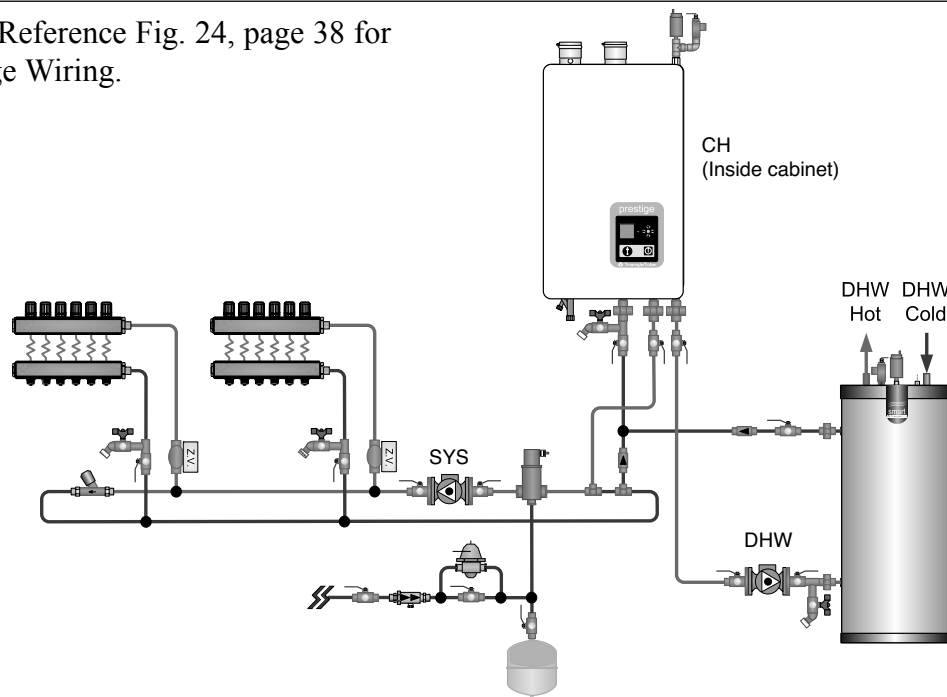 Reference Fig. 24, page 38 for
ge Wiring.
CH
(Inside cabinet)
prestige
DHW Hot
DHW Cold
smart
Z.V.
Z.V.
SYS
DHW